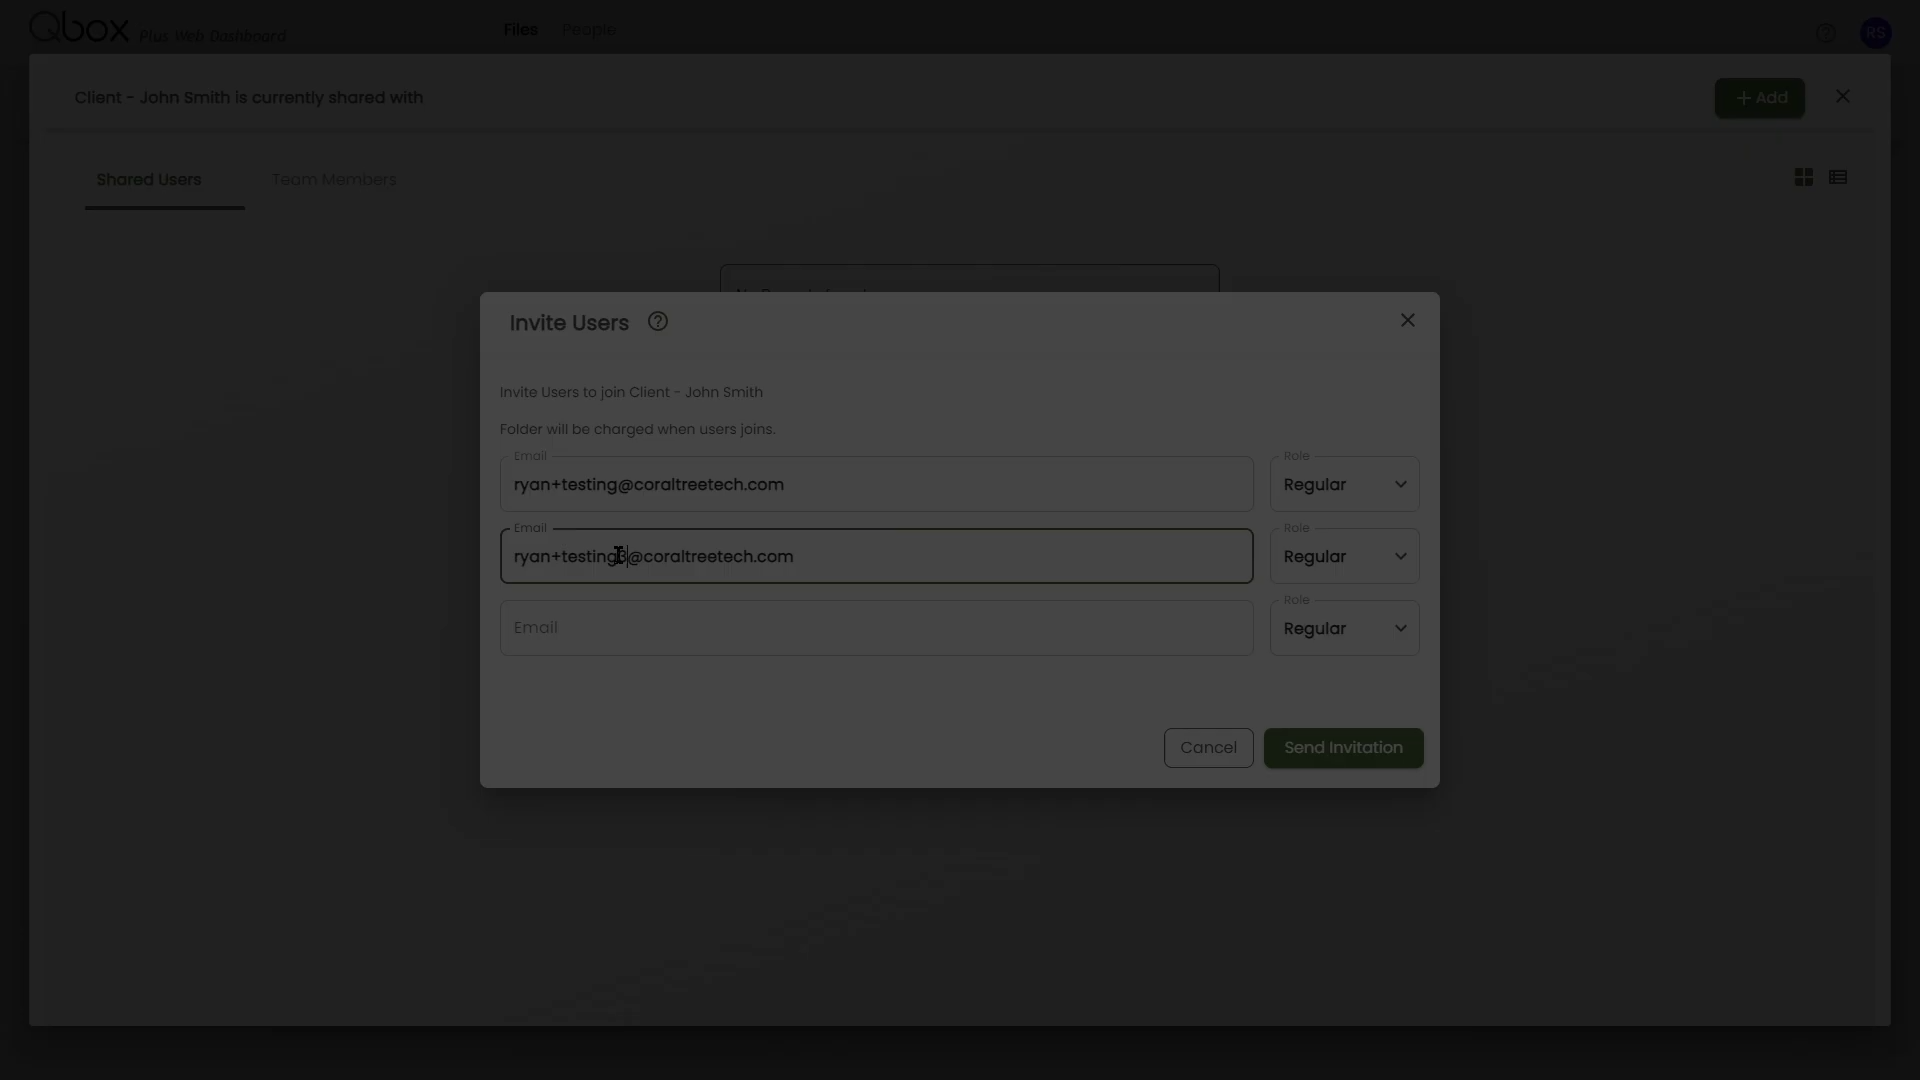 Qbox Plus Web Dashboard
Files People
RS
Client - John Smith is currently shared with
+ Add
Shared Users
Team Members
Invite Users
Invite Users to join Client - John Smith
Folder will be charged when users joins.
Email
Role
ryan+testing@coraltreetech.com
Regular
Email
Role
ryan+testing3@coraltreetech.com
Regular
Role
Email
Regular
Cancel
Send Invitation